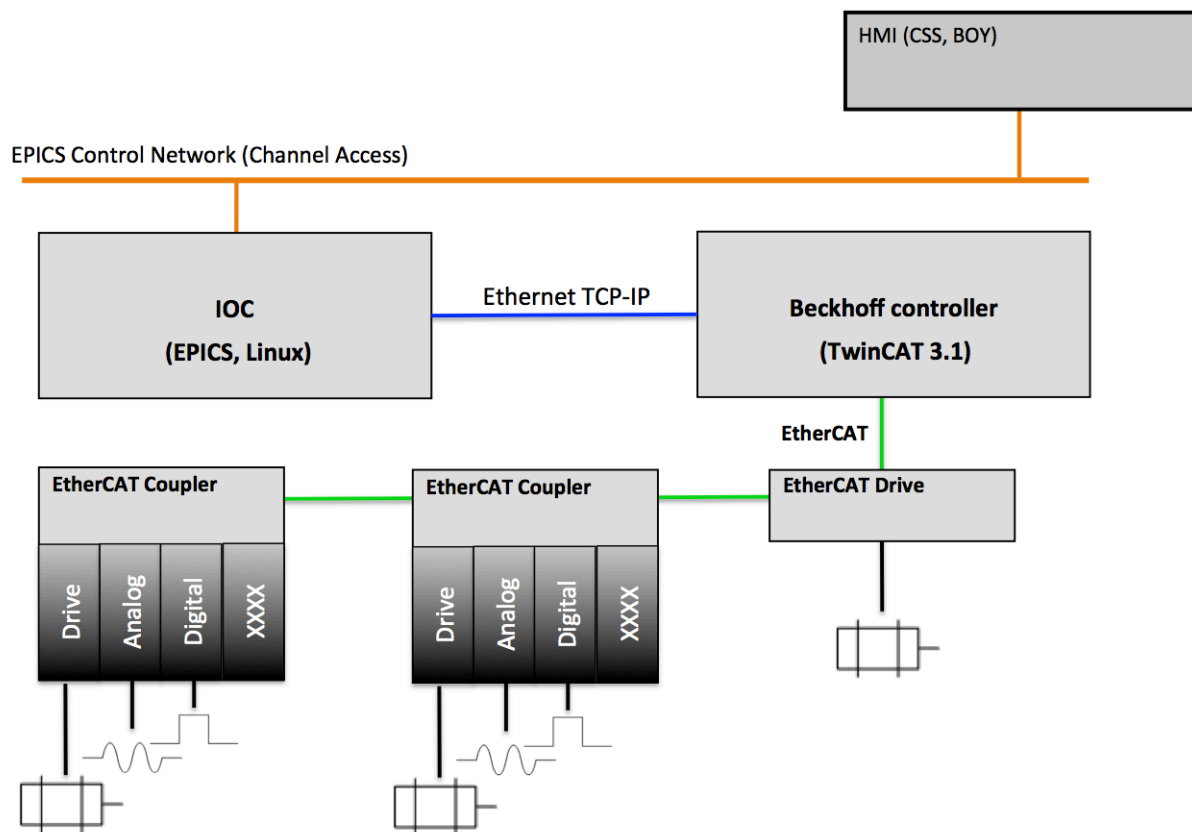 HMI (CSS, BOY)
EPICS Control Network (Channel Access)
IOC
(EPICS, Linux)
Ethernet TCP-IP
Beckhoff controller
(TwinCAT 3.1)
EtherCAT
EtherCAT Coupler
EtherCAT Coupler
EtherCAT Drive
Drive
Analog
Digital
XXXX
Drive
Analog
Digital
XXXX